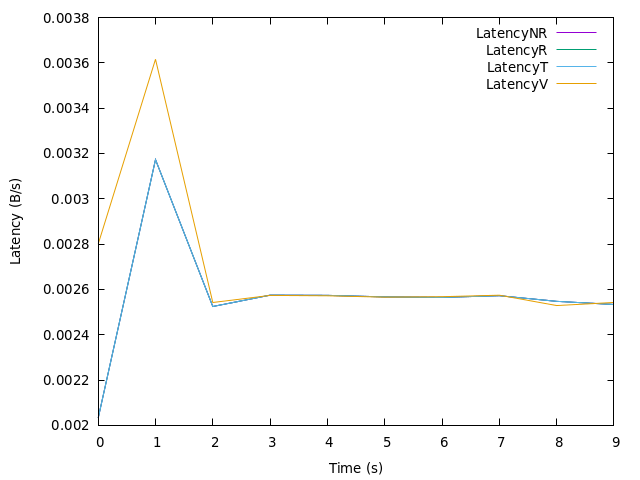 0.0038
0.0036
0.0034
0.0032
0.003
0.0028
0.0026
0.0024
0.0022
0.002
Latency (B/s)
LatencyNR
LatencyR
LatencyT
LatencyV
0 1 2 3 4 5 6 7 8 9
Time (s)